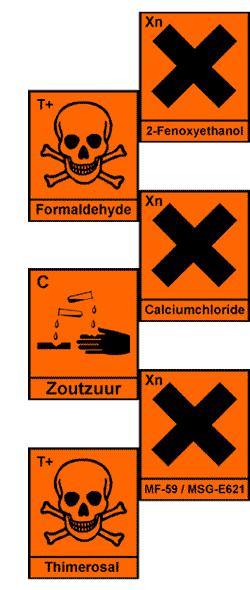 Xn
2-Fenoxyethanol
T+
Formaldehyde
Xn
Calciumchloride
C
Zoutzuur
Xn
MF-59 / MSG-E621
T+
Thimerosal